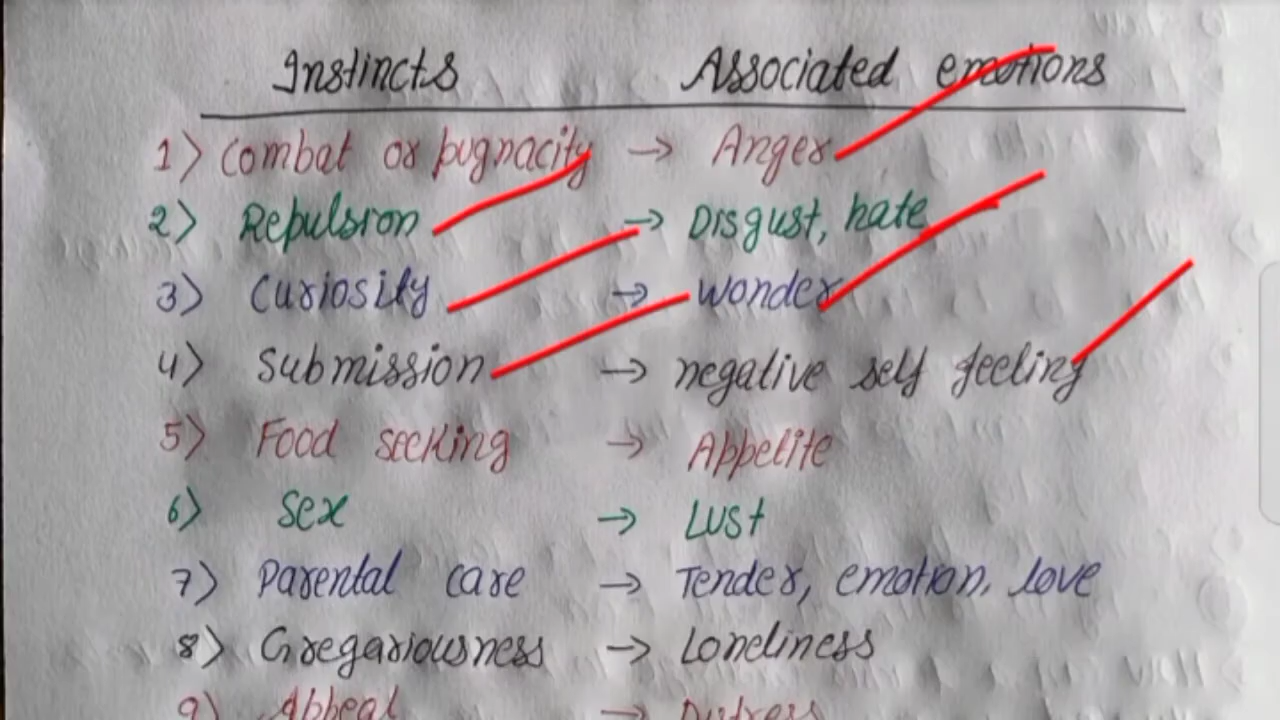 Instincts Associated emotions
1) Combat or pugnacity → Anger
2) Repulsion → Disgust, hate
3) Curiosity → Wonder
4) Submission → negative self feeling
5) Food seeking → Appetite
6) Sex → Lust
7) Parental care → Tender, emotion, love
8) Gregariousness → Loneliness
9) Appeal → Distress